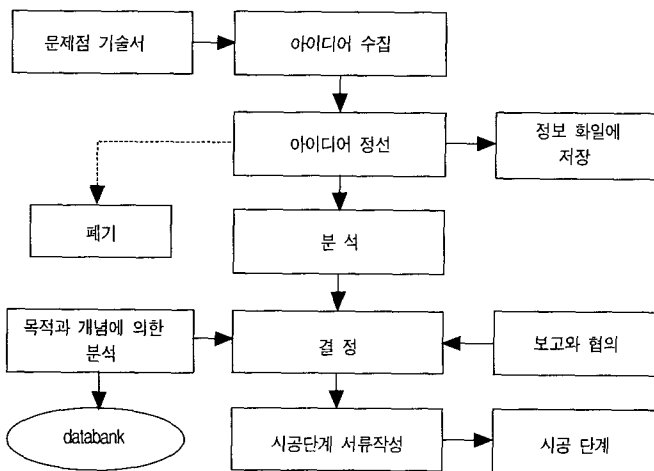 문제점 기술서
아이디어 수집
아이디어 정선
정보 화일에
저장
폐기
분 석
목적과 개념에 의한
분석
결 정
보고와 협의
databank
시공단계 서류작성
시공 단계